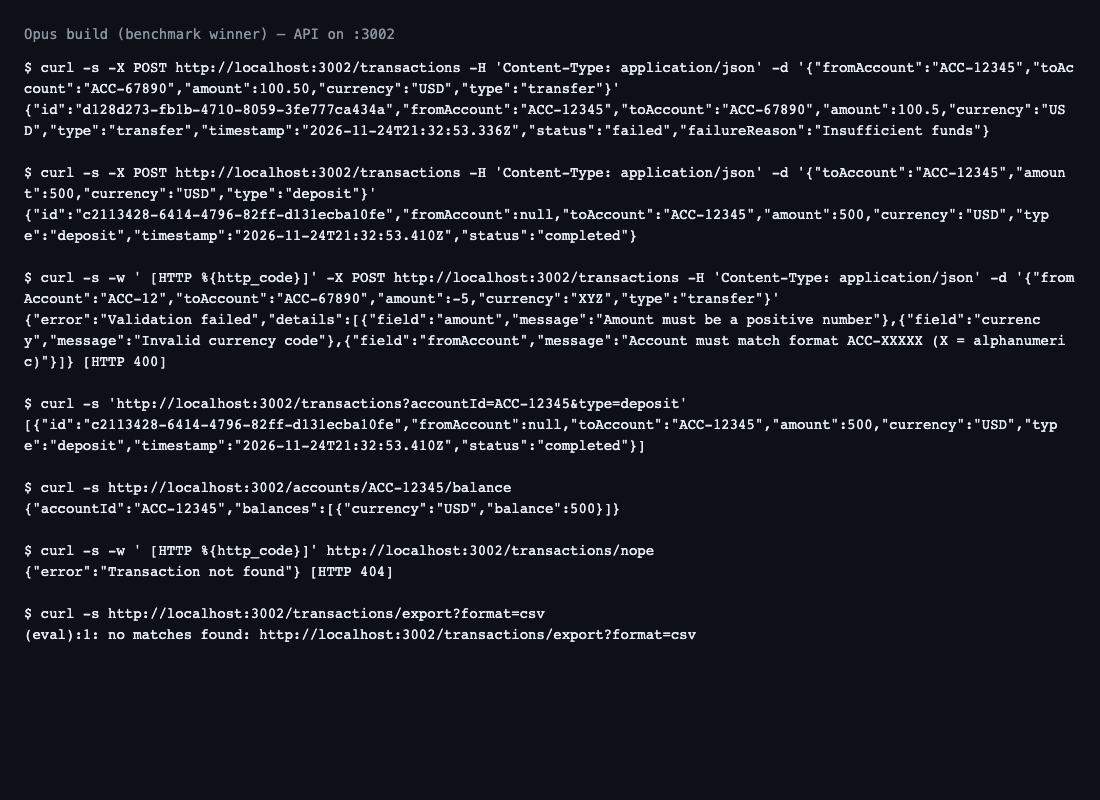 Opus build (benchmark winner) — API on :3002
$ curl -s -X POST http://localhost:3002/transactions -H 'Content-Type: application/json' -d '{"fromAccount":"ACC-12345","toAc
count":"ACC-67890","amount":100.50,"currency":"USD","type":"transfer"}'
{"id":"d128d273-fb1b-4710-8059-3fe777ca434a","fromAccount":"ACC-12345","toAccount":"ACC-67890","amount":100.5,"currency":"US
D","type":"transfer","timestamp":"2026-11-24T21:32:53.336Z","status":"failed","failureReason":"Insufficient funds"}
$ curl -s -X POST http://localhost:3002/transactions -H 'Content-Type: application/json' -d '{"toAccount":"ACC-12345","amoun
t":500,"currency":"USD","type":"deposit"}'
{"id":"c2113428-6414-4796-82ff-d131ecba10fe","fromAccount":null,"toAccount":"ACC-12345","amount":500,"currency":"USD","typ
e":"deposit","timestamp":"2026-11-24T21:32:53.410Z","status":"completed"}
$ curl -s -w ' [HTTP %{http_code}]' -X POST http://localhost:3002/transactions -H 'Content-Type: application/json' -d '{"from
Account":"ACC-12","toAccount":"ACC-67890","amount":-5,"currency":"XYZ","type":"transfer"}'
{"error":"Validation failed","details":[{"field":"amount","message":"Amount must be a positive number"},{"field":"currenc
y","message":"Invalid currency code"},{"field":"fromAccount","message":"Account must match format ACC-XXXXX (X = alphanumeri
c)"}]} [HTTP 400]
$ curl -s 'http://localhost:3002/transactions?accountId=ACC-12345&type=deposit'
[{"id":"c2113428-6414-4796-82ff-d131ecba10fe","fromAccount":null,"toAccount":"ACC-12345","amount":500,"currency":"USD","typ
e":"deposit","timestamp":"2026-11-24T21:32:53.410Z","status":"completed"}]
$ curl -s http://localhost:3002/accounts/ACC-12345/balance
{"accountId":"ACC-12345","balances":[{"currency":"USD","balance":500}]}
$ curl -s -w ' [HTTP %{http_code}]' http://localhost:3002/transactions/nope
{"error":"Transaction not found"} [HTTP 404]
$ curl -s http://localhost:3002/transactions/export?format=csv
(eval):1: no matches found: http://localhost:3002/transactions/export?format=csv